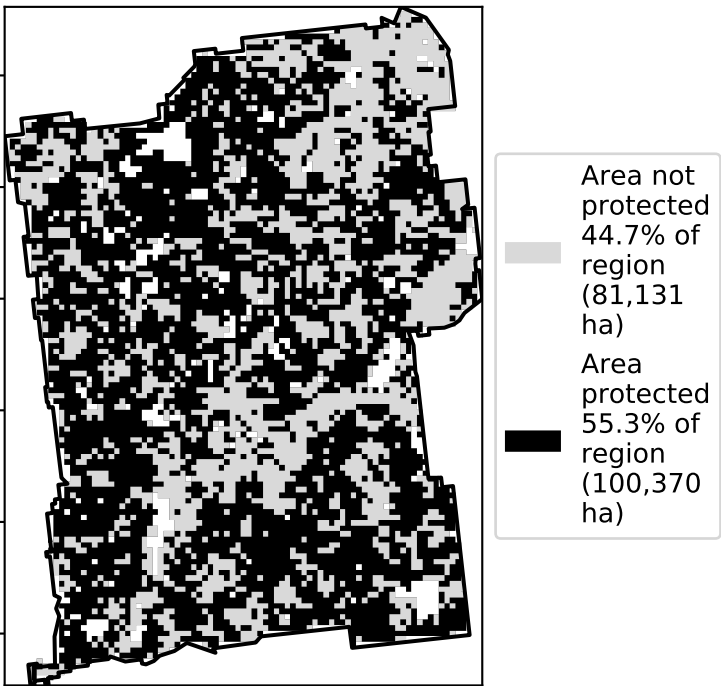 Area not
protected
44.7% of
region
(81,131
ha)
Area
protected
55.3% of
region
(100,370
ha)